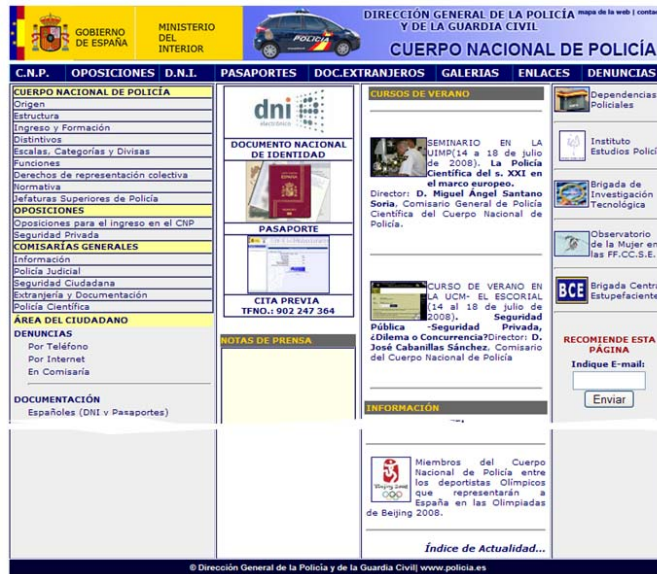 GOBIERNO
DE ESPAÑA
MINISTERIO
DEL
INTERIOR
POLICIA
DIRECCIÓN GENERAL DE LA POLICÍA
Y DE LA GUARDIA CIVIL
mapa de la web | contac
CUERPO NACIONAL DE POLICÍA
C.N.P. OPOSICIONES D.N.I. PASAPORTES DOC.EXTRANJEROS GALERIAS ENLACES DENUNCIAS
CUERPO NACIONAL DE POLICÍA
Origen
Estructura
Ingreso y Formación
Distintivos
Escalas, Categorías y Divisas
Funciones
Derechos de representación colectiva
Normativa
Jefaturas Superiores de Policía
OPOSICIONES
Oposiciones para el ingreso en el CNP
Seguridad Privada
COMISARÍAS GENERALES
Información
Policía Judicial
Seguridad Ciudadana
Extranjería y Documentación
Policía Científica
ÁREA DEL CIUDADANO
DENUNCIAS
Por Teléfono
Por Internet
En Comisaría
DOCUMENTACIÓN
Españoles (DNI y Pasaportes)
dni
electrónico
DOCUMENTO NACIONAL
DE IDENTIDAD
PASAPORTE
CITA PREVIA
TFNO.: 902 247 364
NOTAS DE PRENSA
CURSOS DE VERANO
SEMINARIO EN LA
UIMP(14 a 18 de julio
de 2008). La Policía
Científica del s. XXI en
el marco europeo.
Director: D. Miguel Ángel Santano
Soria, Comisario General de Policía
Científica del Cuerpo Nacional de
Policía.
CURSO DE VERANO EN
LA UCM- EL ESCORIAL
(14 al 18 de julio de
2008). Seguridad
Pública -Seguridad Privada,
¿Dilema o Concurrencia?Director: D.
José Cabanillas Sánchez. Comisario
del Cuerpo Nacional de Policía
INFORMACIÓN
Miembros del Cuerpo
Nacional de Policía entre
los deportistas Olímpicos
que representarán a
España en las Olimpiadas
de Beijing 2008.
Índice de Actualidad...
Dependencias
Policiales
Instituto
Estudios Polici
Brigada de
Investigación
Tecnológica
Observatorio
de la Mujer en
las FF.CC.S.E.
BCE
Brigada Centra
Estupefaciente
RECOMIENDE ESTA
PÁGINA
Indique E-mail:
Enviar
© Dirección General de la Policía y de la Guardia Civil| www.policia.es